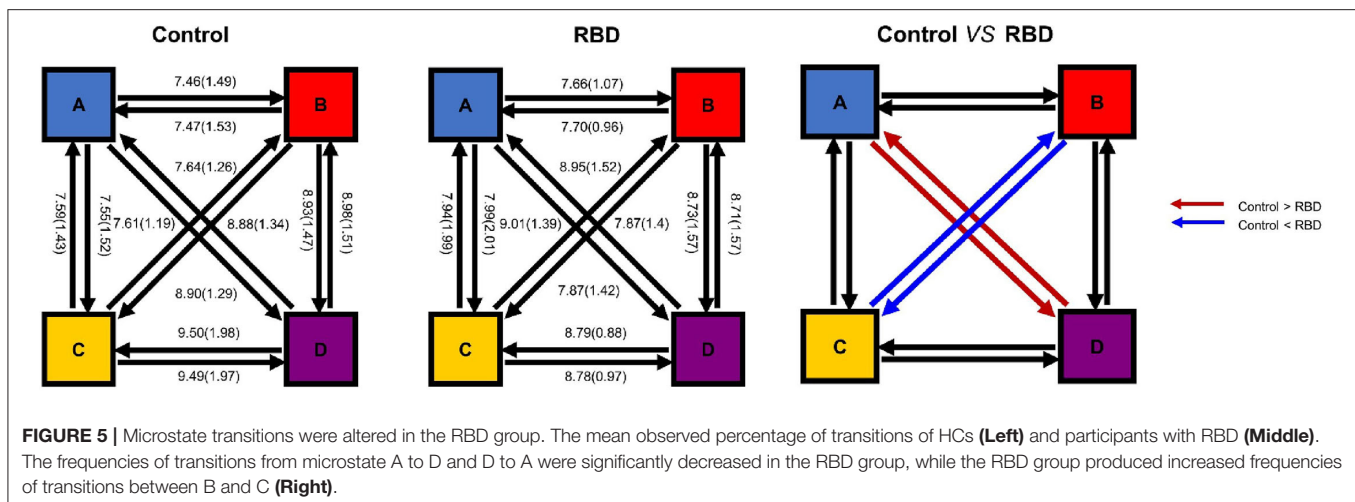 Control
RBD
Control VS RBD
A
7.46(1.49)
7.47(1.53)
B
7.64(1.26)
7.59(1.43)
7.55(1.52)
7.61(1.19)
8.88(1.34)
8.93(1.47)
8.98(1.51)
8.90(1.29)
C
9.50(1.98)
9.49(1.97)
D
A
7.66(1.07)
7.70(0.96)
B
8.95(1.52)
7.94(1.99)
7.99(2.01)
9.01(1.39)
7.87(1.4)
8.73(1.57)
8.71(1.57)
7.87(1.42)
C
8.79(0.88)
8.78(0.97)
D
A
B
C
D
Control > RBD
Control < RBD
FIGURE 5 | Microstate transitions were altered in the RBD group. The mean observed percentage of transitions of HCs (Left) and participants with RBD (Middle).
The frequencies of transitions from microstate A to D and D to A were significantly decreased in the RBD group, while the RBD group produced increased frequencies
of transitions between B and C (Right).